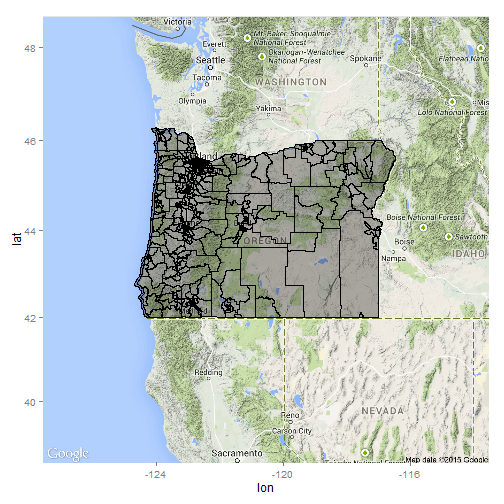 Victoria
48
Mt. Baker, Snoqualmie
National Forest
Everett
Okanogan-Wenatchee
National Forest
Seattle
Spokane
Flathead
Tacoma
WASHINGTON
Olympia
Yakima
Lolo National Forest
46
lat
44
OREGON
Boise National Forest
Boise
Sawtooth
Nampa
IDAHO
42
Redding
40
Reno
Carson City
NEVADA
Sacramento
Google
Map data ©2015 Google
-124
-120
-116
lon